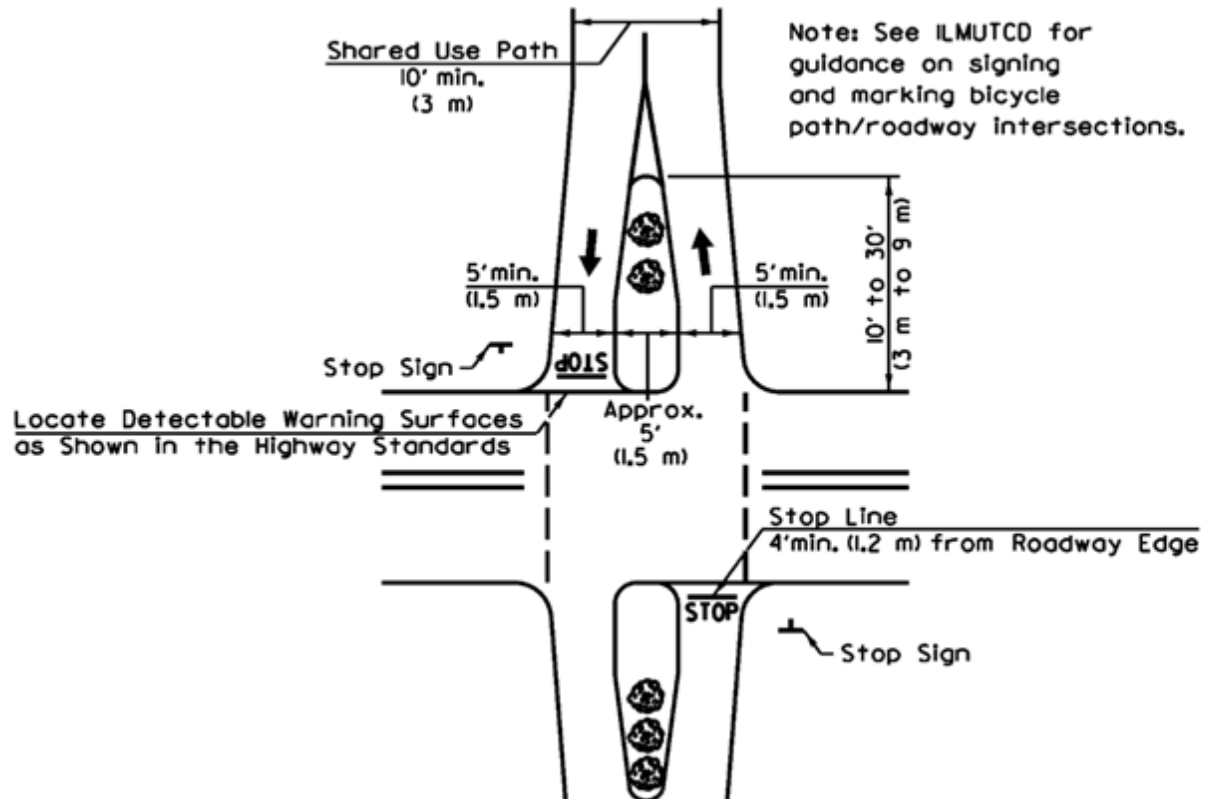 Shared Use Path
10' min.
(3 m)
Note: See ILMUTCD for
guidance on signing
and marking bicycle
path/roadway intersections.
10' to 30'
(3 m to 9 m)
5'min.
(1.5 m)
5'min.
(1.5 m)
Stop Sign
STOP
Locate Detectable Warning Surfaces
as Shown in the Highway Standards
Approx.
5'
(1.5 m)
Stop Line
4'min. (1.2 m) from Roadway Edge
STOP
Stop Sign